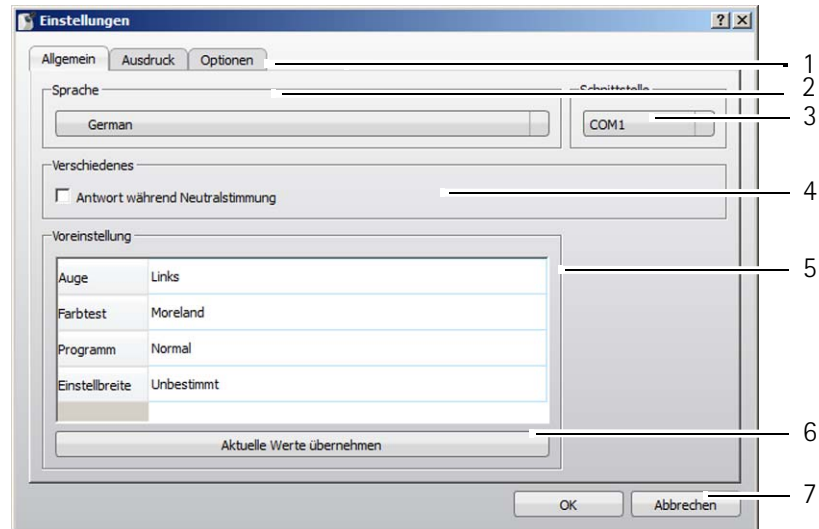 Einstellungen
Allgemein Ausdruck Optionen
1
Sprache
Schnittstelle
2
German
COM1
3
Verschiedenes
Antwort während Neutralstimmung
4
Voreinstellung
5
Auge Links
Farbtest Moreland
Programm Normal
Einstellbreite Unbestimmt
Aktuelle Werte übernehmen
6
OK Abbrechen
7